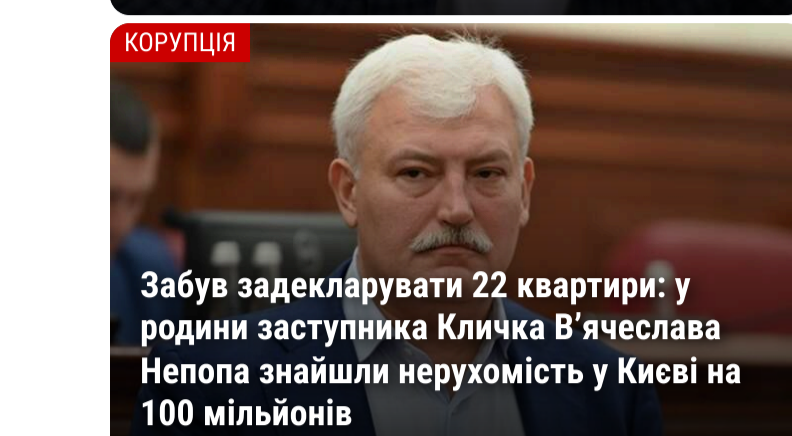 КОРУПЦІЯ
Забув задекларувати 22 квартири: у
родини заступника Кличка В’ячеслава
Непопа знайшли нерухомість у Києві на
100 мільйонів